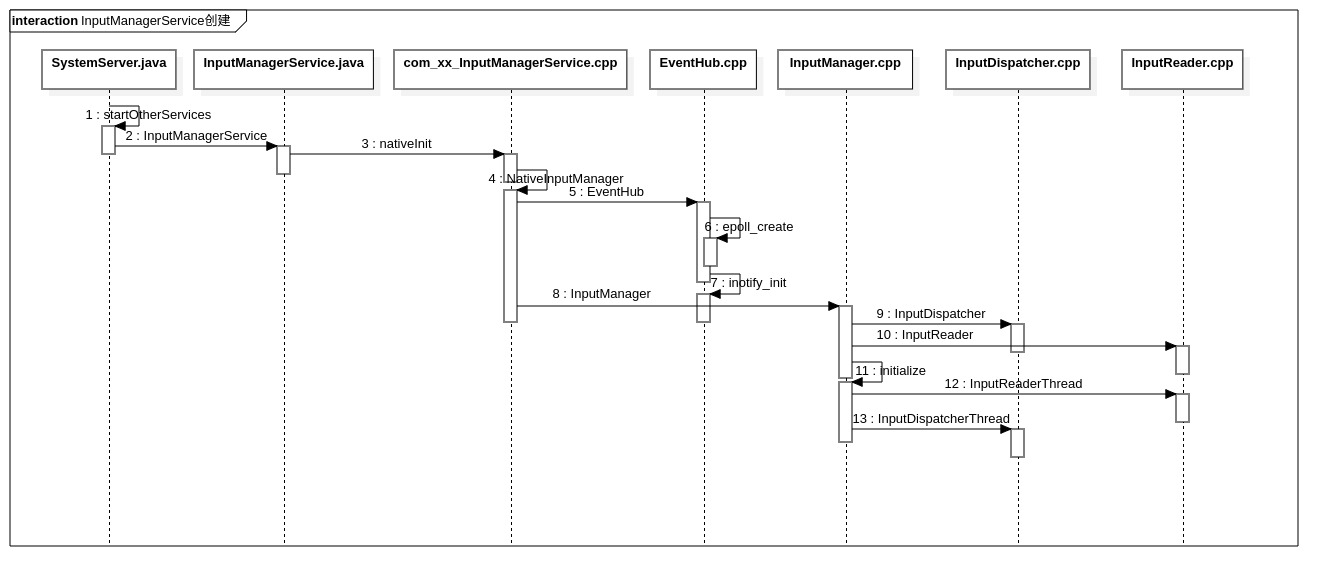 interaction InputManagerService创建
SystemServer.java
InputManagerService.java
com_xx_InputManagerService.cpp
EventHub.cpp
InputManager.cpp
InputDispatcher.cpp
InputReader.cpp
1 : startOtherServices
2 : InputManagerService
3 : nativeInit
4 : NativeInputManager
5 : EventHub
6 : epoll_create
7 : inotify_init
8 : InputManager
9 : InputDispatcher
10 : InputReader
11 : initialize
12 : InputReaderThread
13 : InputDispatcherThread